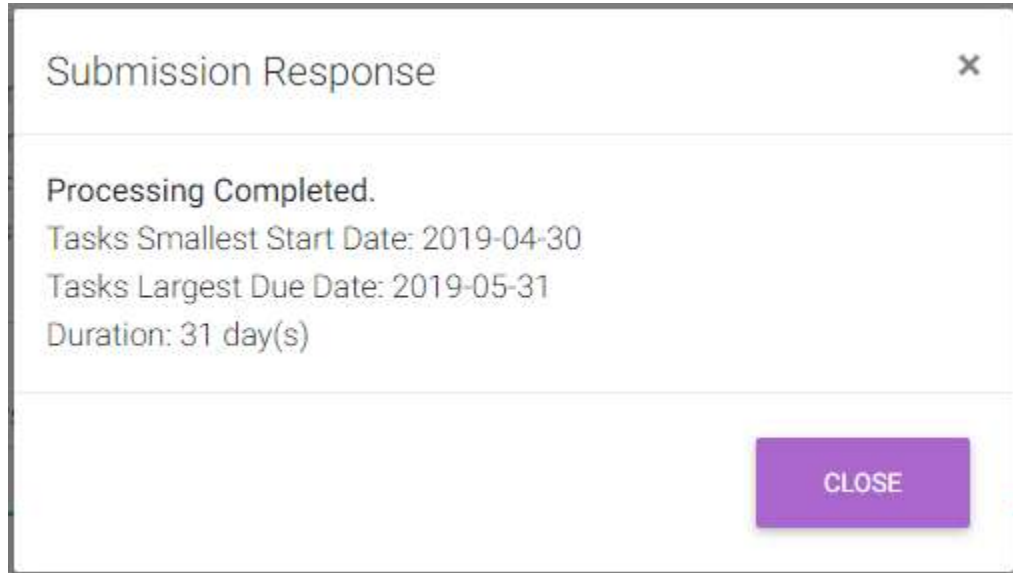 Submission Response
×
Processing Completed.
Tasks Smallest Start Date: 2019-04-30
Tasks Largest Due Date: 2019-05-31
Duration: 31 day(s)
CLOSE